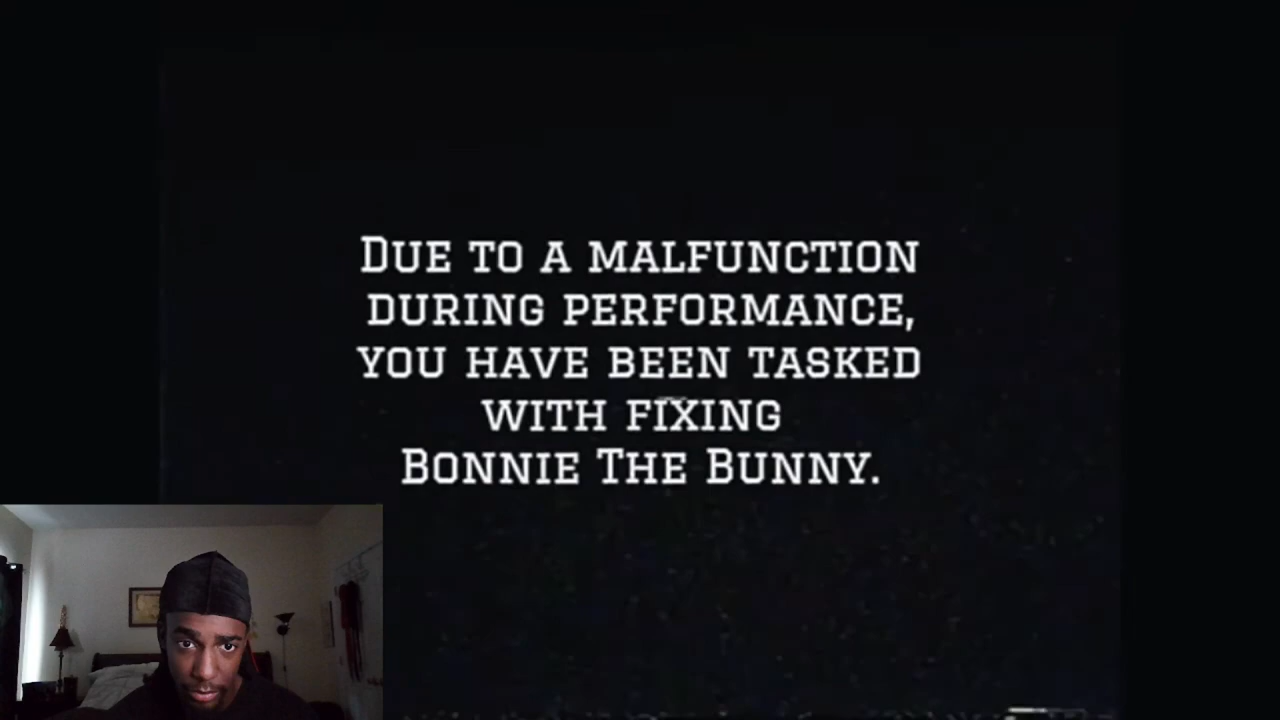 Due to a malfunction
during performance,
you have been tasked
with fixing
Bonnie The Bunny.